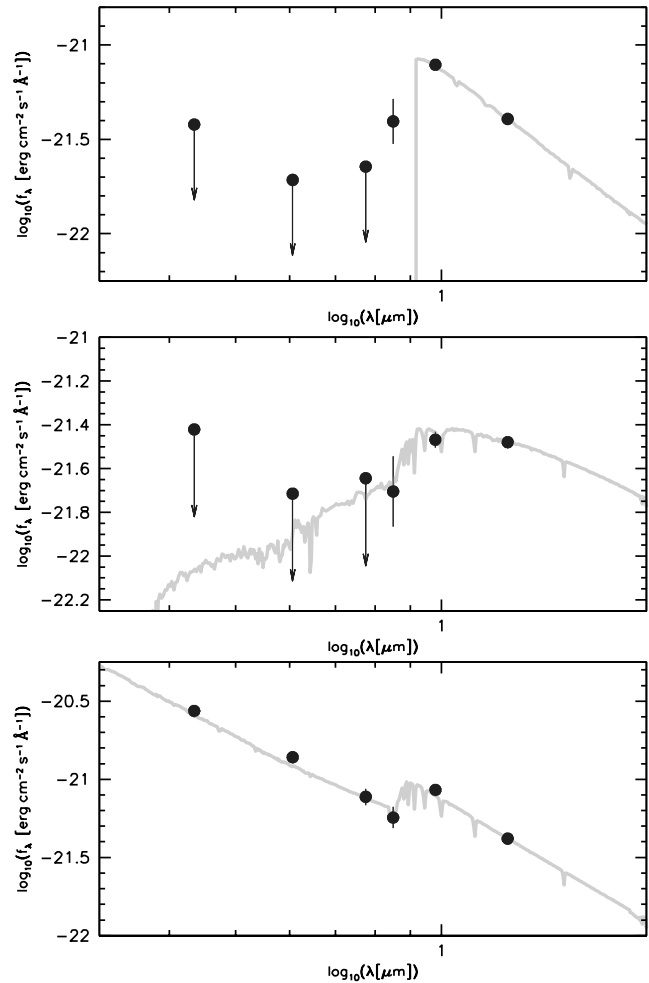 −21
−21.5
−22
log₁₀(fλ [erg cm⁻² s⁻¹ Å⁻¹])
1
log₁₀(λ[μm])
−21
−21.2
−21.4
−21.6
−21.8
−22
−22.2
log₁₀(fλ [erg cm⁻² s⁻¹ Å⁻¹])
1
log₁₀(λ[μm])
−20.5
−21
−21.5
−22
log₁₀(fλ [erg cm⁻² s⁻¹ Å⁻¹])
1
log₁₀(λ[μm])